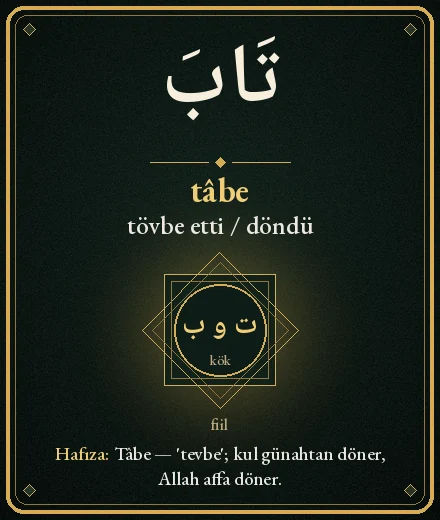 تَابَ
tâbe
tövbe etti / döndü
ت و ب
kök
fiil
Hafıza: Tâbe — 'tevbe'; kul günahtan döner,
Allah affa döner.